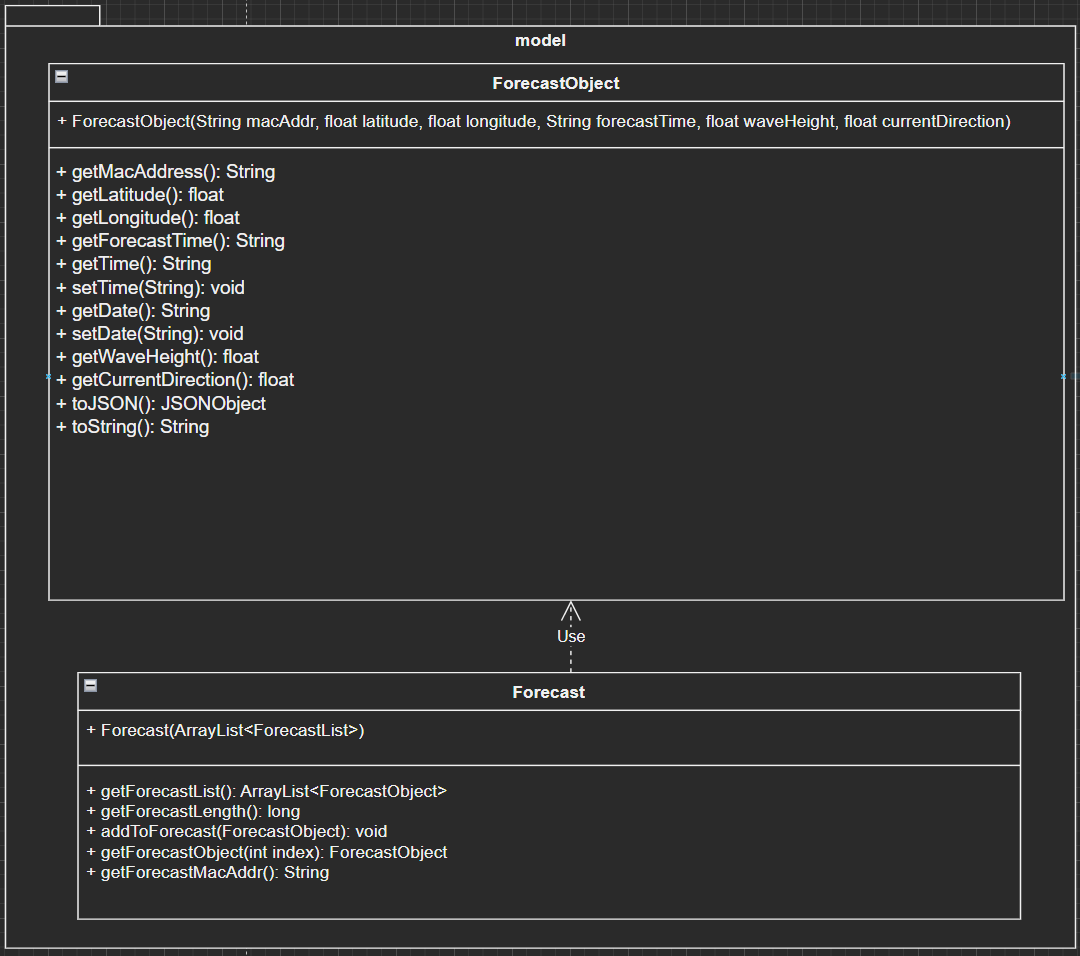 model
ForecastObject
+ ForecastObject(String macAddr, float latitude, float longitude, String forecastTime, float waveHeight, float currentDirection)
+ getMacAddress(): String
+ getLatitude(): float
+ getLongitude(): float
+ getForecastTime(): String
+ getTime(): String
+ setTime(String): void
+ getDate(): String
+ setDate(String): void
+ getWaveHeight(): float
+ getCurrentDirection(): float
+ toJSON(): JSONObject
+ toString(): String
Use
Forecast
+ Forecast(ArrayList<ForecastList>)
+ getForecastList(): ArrayList<ForecastObject>
+ getForecastLength(): long
+ addToForecast(ForecastObject): void
+ getForecastObject(int index): ForecastObject
+ getForecastMacAddr(): String